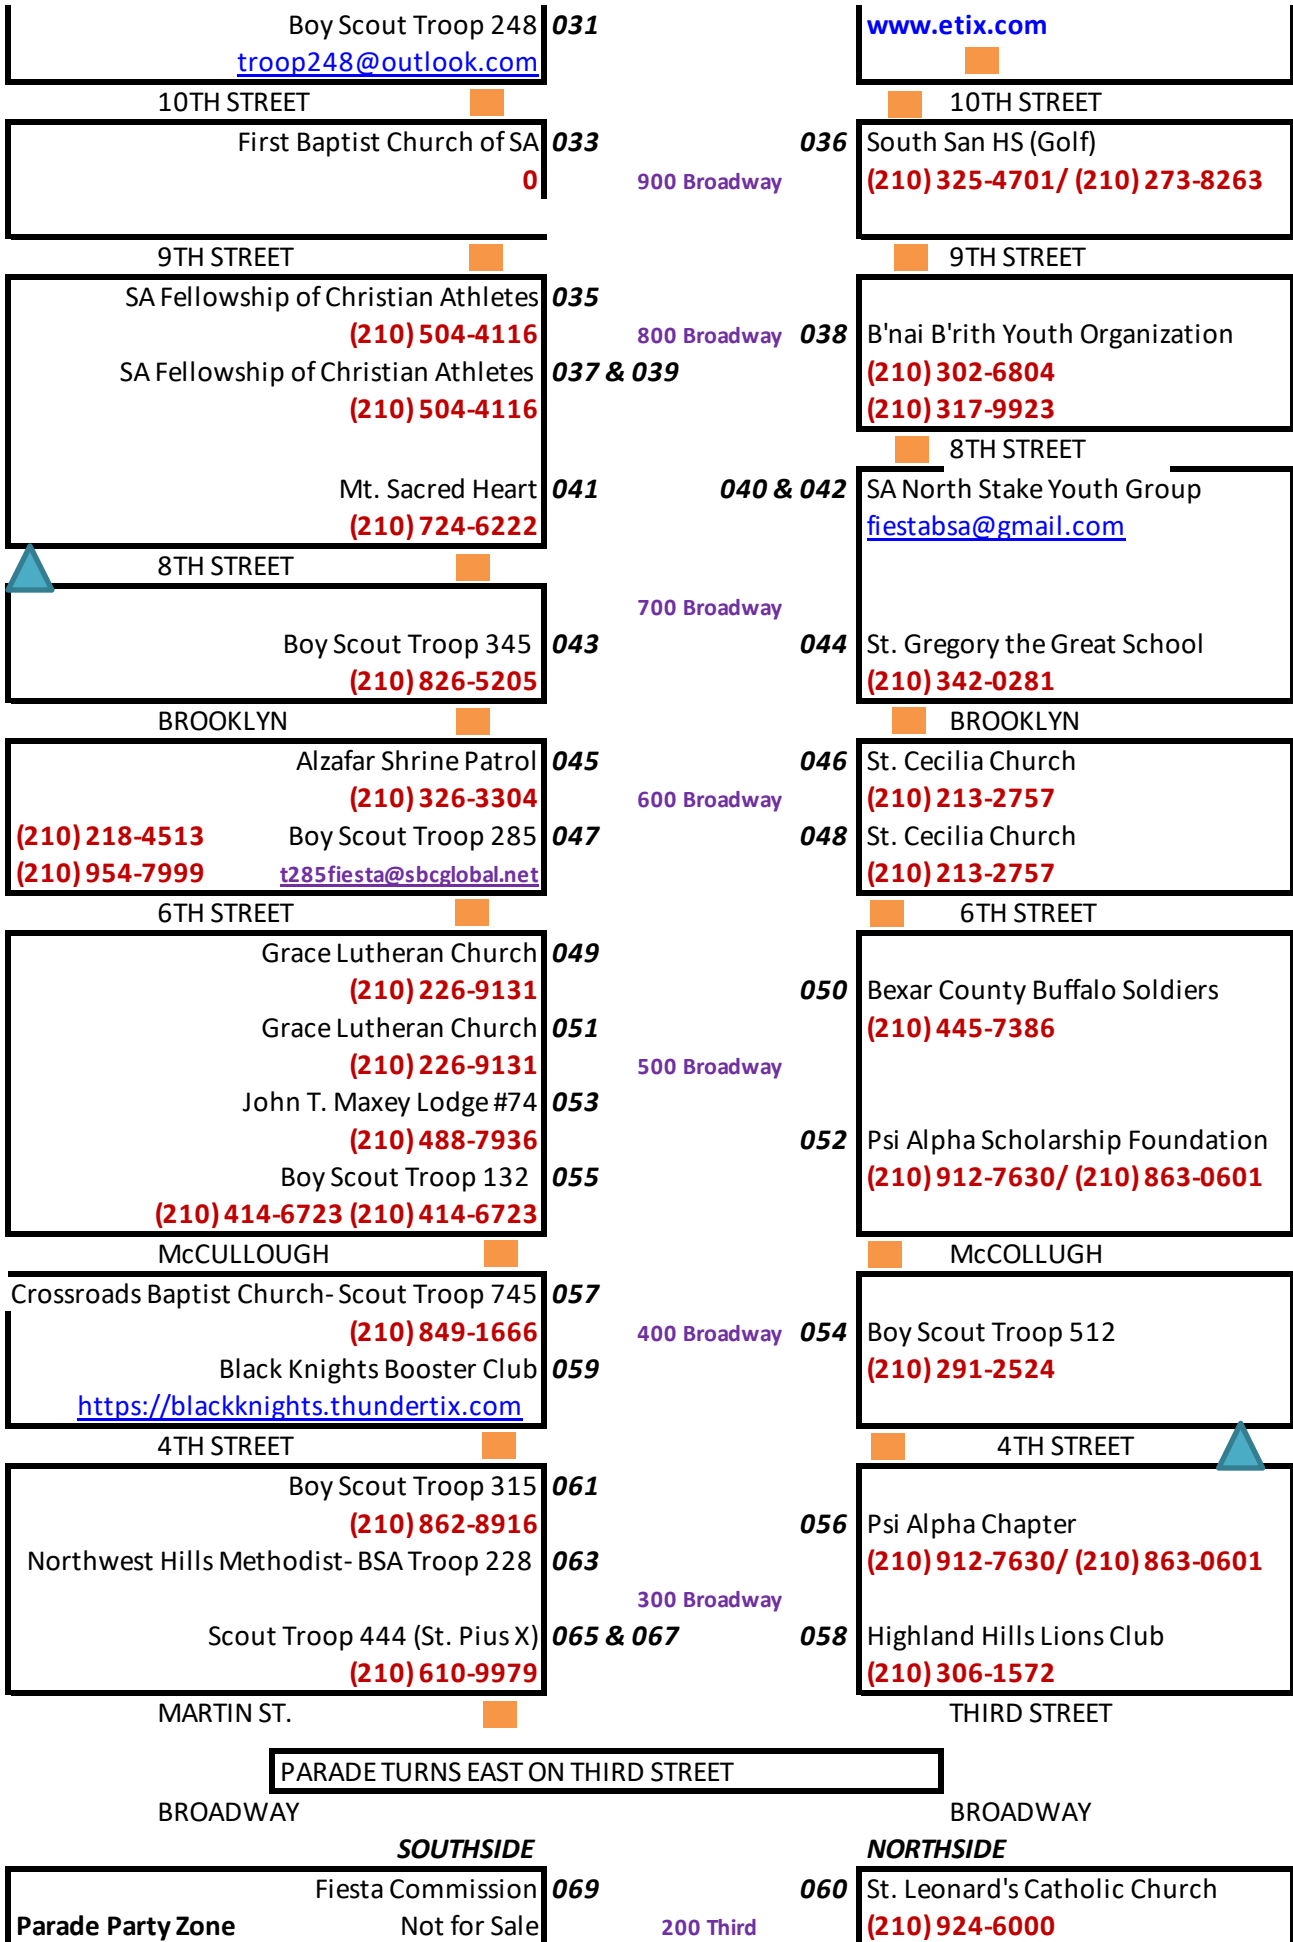 Boy Scout Troop 248 031 www.etix.com
troop248@outlook.com
10TH STREET 10TH STREET
First Baptist Church of SA 033 036 South San HS (Golf)
0 900 Broadway (210) 325-4701/ (210) 273-8263
9TH STREET 9TH STREET
SA Fellowship of Christian Athletes 035
(210) 504-4116 800 Broadway 038 B'nai B'rith Youth Organization
SA Fellowship of Christian Athletes 037 & 039 (210) 302-6804
(210) 504-4116 (210) 317-9923
8TH STREET
Mt. Sacred Heart 041 040 & 042 SA North Stake Youth Group
(210) 724-6222 fiestabsa@gmail.com
8TH STREET
700 Broadway
Boy Scout Troop 345 043 044 St. Gregory the Great School
(210) 826-5205 (210) 342-0281
BROOKLYN BROOKLYN
Alzafar Shrine Patrol 045 046 St. Cecilia Church
(210) 326-3304 600 Broadway (210) 213-2757
(210) 218-4513 Boy Scout Troop 285 047 048 St. Cecilia Church
(210) 954-7999 t285fiesta@sbcglobal.net (210) 213-2757
6TH STREET 6TH STREET
Grace Lutheran Church 049
(210) 226-9131 050 Bexar County Buffalo Soldiers
Grace Lutheran Church 051 (210) 445-7386
(210) 226-9131 500 Broadway
John T. Maxey Lodge #74 053
(210) 488-7936 052 Psi Alpha Scholarship Foundation
Boy Scout Troop 132 055 (210) 912-7630/ (210) 863-0601
(210) 414-6723 (210) 414-6723
McCULLOUGH McCOLLUGH
Crossroads Baptist Church- Scout Troop 745 057
(210) 849-1666 400 Broadway 054 Boy Scout Troop 512
Black Knights Booster Club 059 (210) 291-2524
https://blackknights.thundertix.com
4TH STREET 4TH STREET
Boy Scout Troop 315 061
(210) 862-8916 056 Psi Alpha Chapter
Northwest Hills Methodist- BSA Troop 228 063 (210) 912-7630/ (210) 863-0601
300 Broadway
Scout Troop 444 (St. Pius X) 065 & 067 058 Highland Hills Lions Club
(210) 610-9979 (210) 306-1572
MARTIN ST. THIRD STREET
PARADE TURNS EAST ON THIRD STREET
BROADWAY BROADWAY
SOUTHSIDE NORTHSIDE
Fiesta Commission 069 060 St. Leonard's Catholic Church
Parade Party Zone Not for Sale 200 Third (210) 924-6000